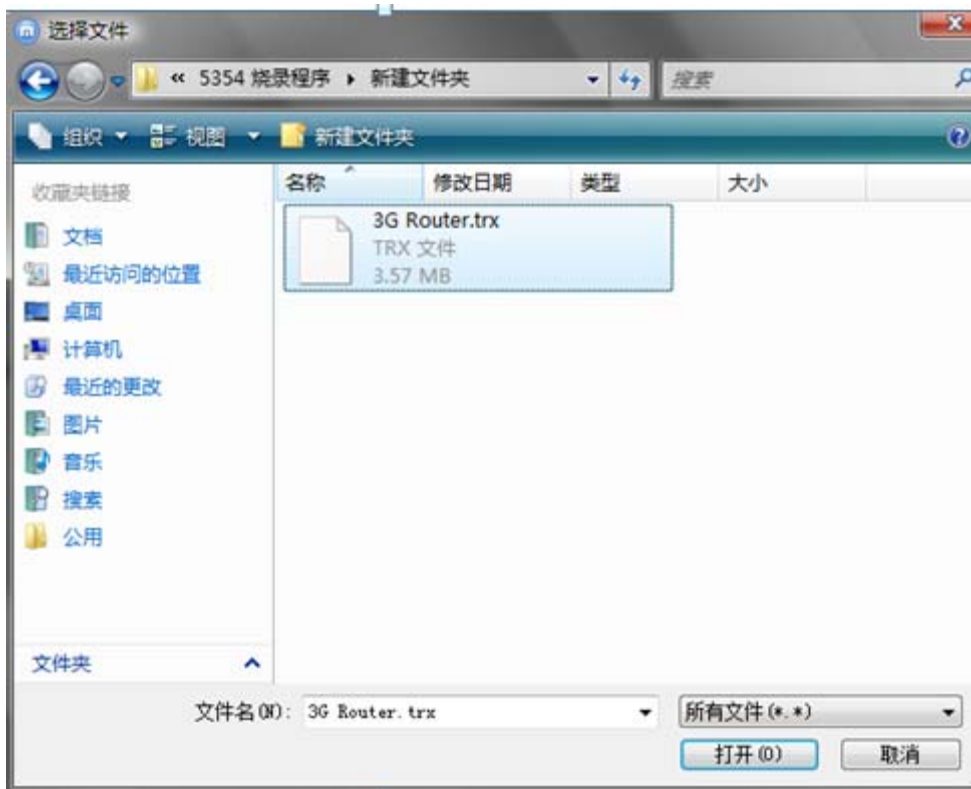 选择文件
« 5354 烧录程序 ▸ 新建文件夹
搜索
组织 视图 新建文件夹
收藏夹链接
名称 修改日期 类型 大小
文档
最近访问的位置
桌面
计算机
最近的更改
图片
音乐
搜索
公用
3G Router.trx
TRX 文件
3.57 MB
文件夹
文件名(N): 3G Router.trx
所有文件(*.*)
打开(O) 取消